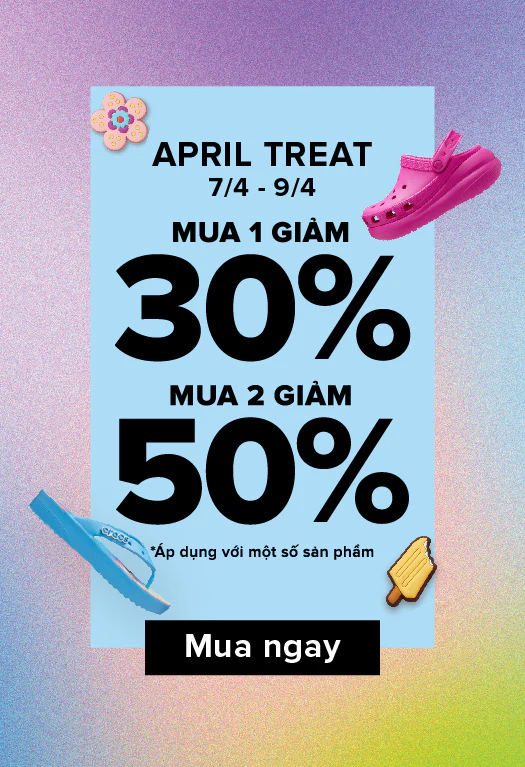 APRIL TREAT
7/4 - 9/4
MUA 1 GIẢM
30%
MUA 2 GIẢM
50%
crocs
*Áp dụng với một số sản phẩm
Mua ngay